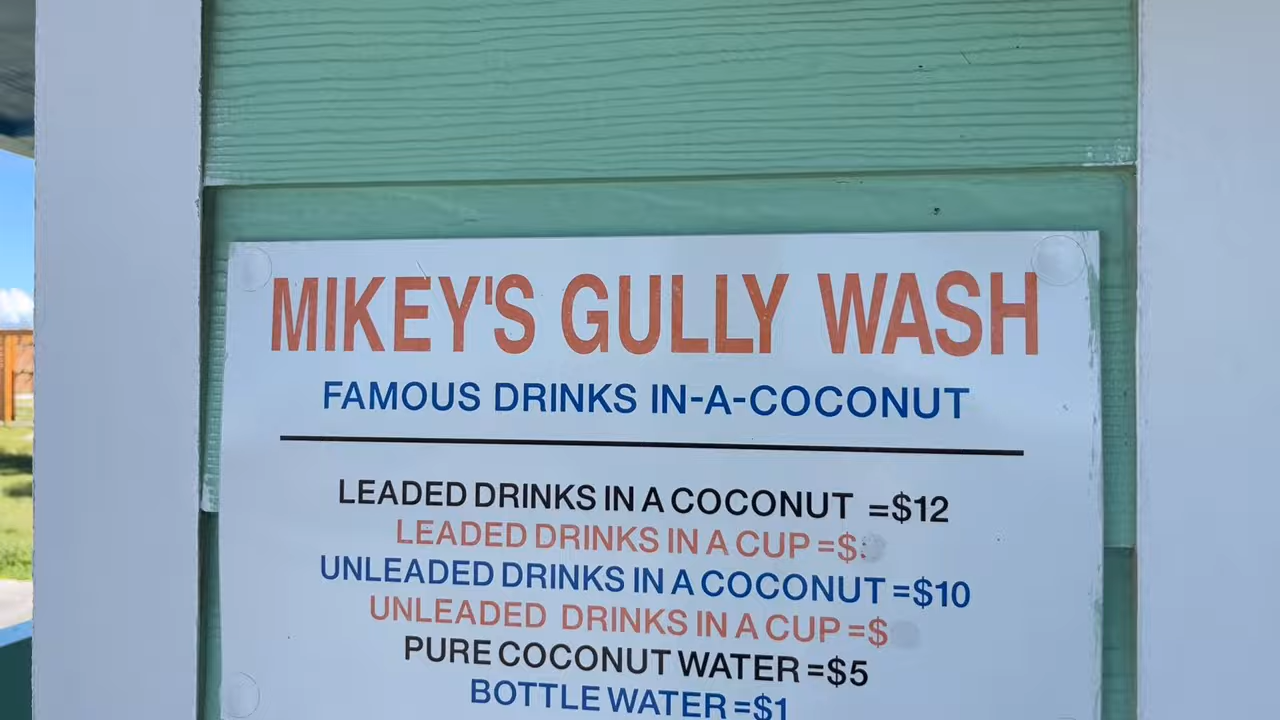 MIKEY'S GULLY WASH
FAMOUS DRINKS IN-A-COCONUT
LEADED DRINKS IN A COCONUT =$12
LEADED DRINKS IN A CUP =$
UNLEADED DRINKS IN A COCONUT =$10
UNLEADED DRINKS IN A CUP =$
PURE COCONUT WATER =$5
BOTTLE WATER =$1